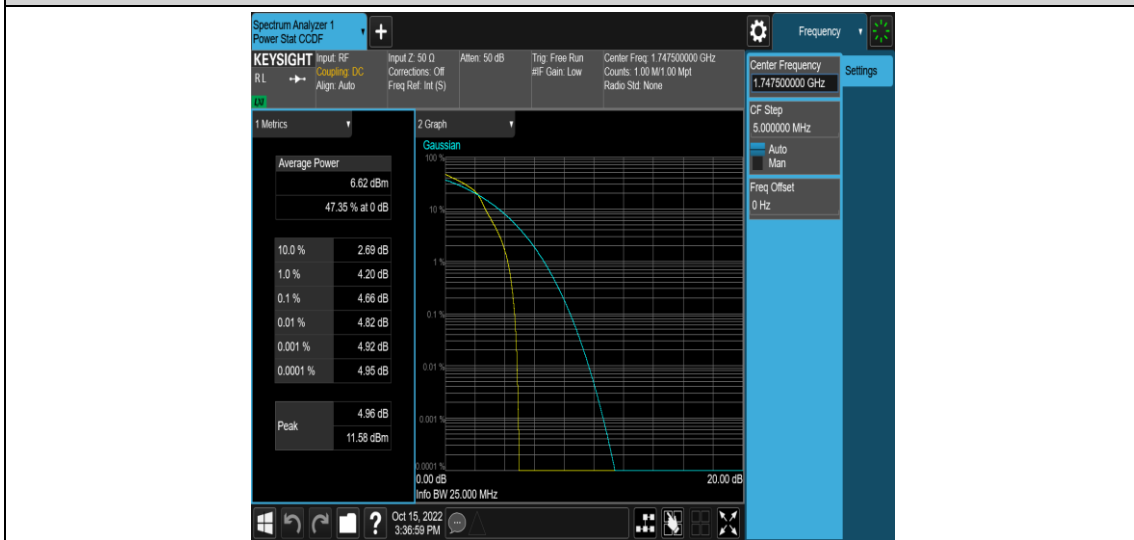 Spectrum Analyzer 1
Power Stat CCDF
Frequency
KEYSIGHT
RL
LXI
Input: RF
Coupling: DC
Align: Auto
Input Z: 50 Ω
Corrections: Off
Freq Ref: Int (S)
Atten: 50 dB
Trig: Free Run
#IF Gain: Low
Center Freq: 1.747500000 GHz
Counts: 1.00 M/1.00 Mpt
Radio Std: None
Center Frequency
1.747500000 GHz
Settings
CF Step
5.000000 MHz
Auto
Man
Freq Offset
0 Hz
1 Metrics
Average Power
6.62 dBm
47.35 % at 0 dB
10.0 % 2.69 dB
1.0 % 4.20 dB
0.1 % 4.66 dB
0.01 % 4.82 dB
0.001 % 4.92 dB
0.0001 % 4.95 dB
Peak
4.96 dB
11.58 dBm
2 Graph
Gaussian
100 %
10 %
1 %
0.1 %
0.01 %
0.001 %
0.0001 %
0.00 dB 20.00 dB
Info BW 25.000 MHz
?
Oct 15, 2022
3:36:59 PM